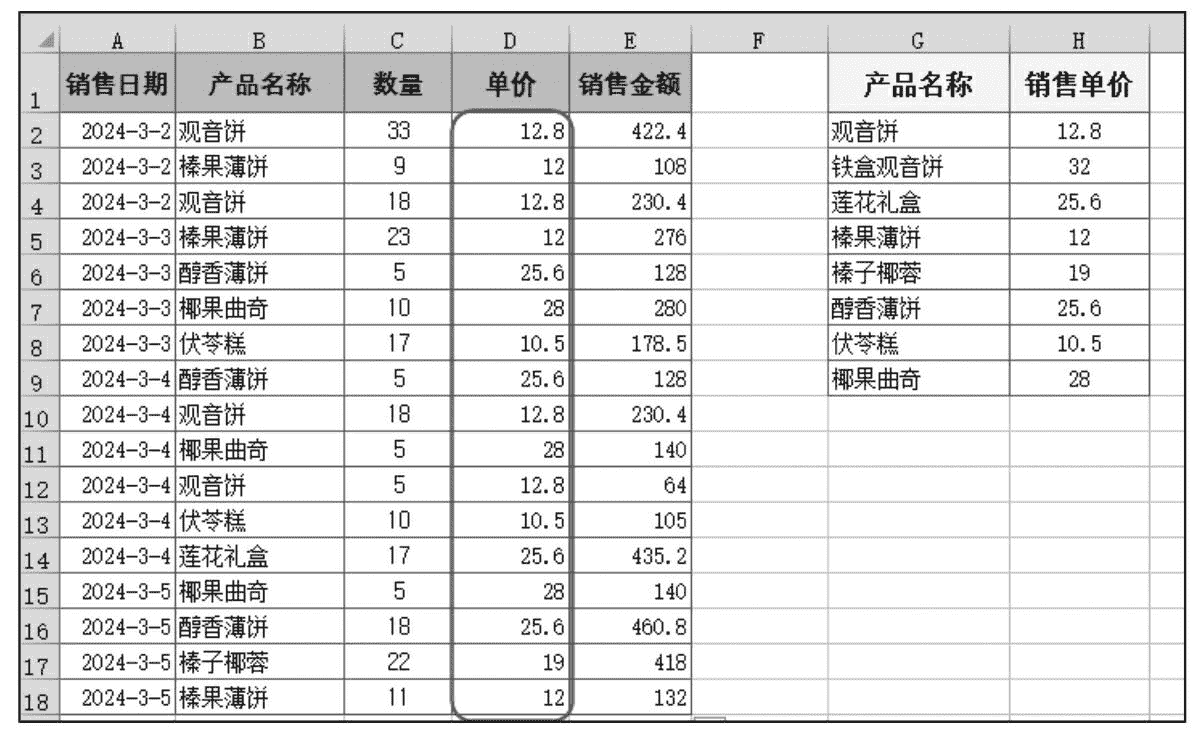 A B C D E F G H
1 销售日期 产品名称 数量 单价 销售金额 产品名称 销售单价
2 2024-3-2 观音饼 33 12.8 422.4 观音饼 12.8
3 2024-3-2 榛果薄饼 9 12 108 铁盒观音饼 32
4 2024-3-2 观音饼 18 12.8 230.4 莲花礼盒 25.6
5 2024-3-3 榛果薄饼 23 12 276 榛果薄饼 12
6 2024-3-3 醇香薄饼 5 25.6 128 榛子椰蓉 19
7 2024-3-3 椰果曲奇 10 28 280 醇香薄饼 25.6
8 2024-3-3 伏苓糕 17 10.5 178.5 伏苓糕 10.5
9 2024-3-4 醇香薄饼 5 25.6 128 椰果曲奇 28
10 2024-3-4 观音饼 18 12.8 230.4
11 2024-3-4 椰果曲奇 5 28 140
12 2024-3-4 观音饼 5 12.8 64
13 2024-3-4 伏苓糕 10 10.5 105
14 2024-3-4 莲花礼盒 17 25.6 435.2
15 2024-3-5 椰果曲奇 5 28 140
16 2024-3-5 醇香薄饼 18 25.6 460.8
17 2024-3-5 榛子椰蓉 22 19 418
18 2024-3-5 榛果薄饼 11 12 132